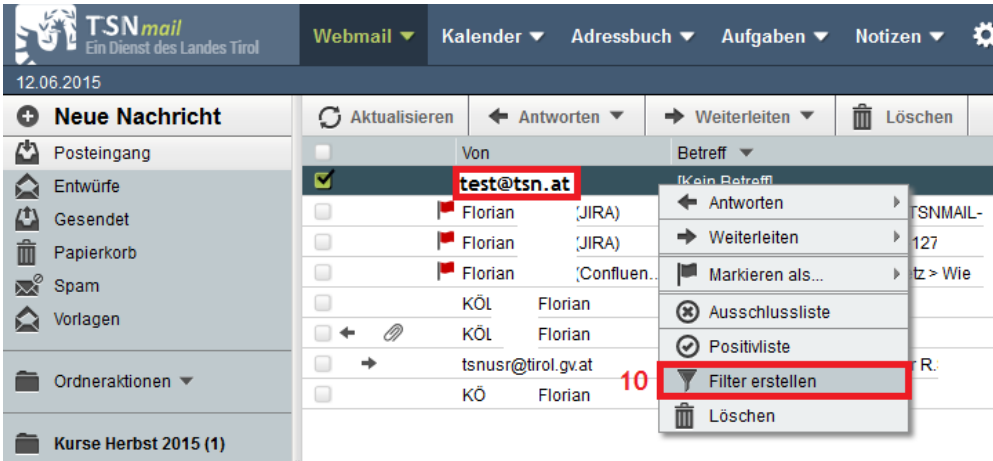 TSNmail
Ein Dienst des Landes Tirol
Webmail Kalender Adressbuch Aufgaben Notizen
12.06.2015
Neue Nachricht
Aktualisieren Antworten Weiterleiten Löschen
Posteingang
Entwürfe
Gesendet
Papierkorb
Spam
Vorlagen
Ordneraktionen
Kurse Herbst 2015 (1)
Von Betreff
test@tsn.at [Kein Betreff]
Florian (JIRA) TSNMAIL-
Florian (JIRA) 127
Florian (Confluen... tz > Wie
KÖL Florian
KÖL Florian
tsnusr@tirol.gv.at r R.
KÖ Florian
10
Antworten
Weiterleiten
Markieren als...
Ausschlussliste
Positivliste
Filter erstellen
Löschen